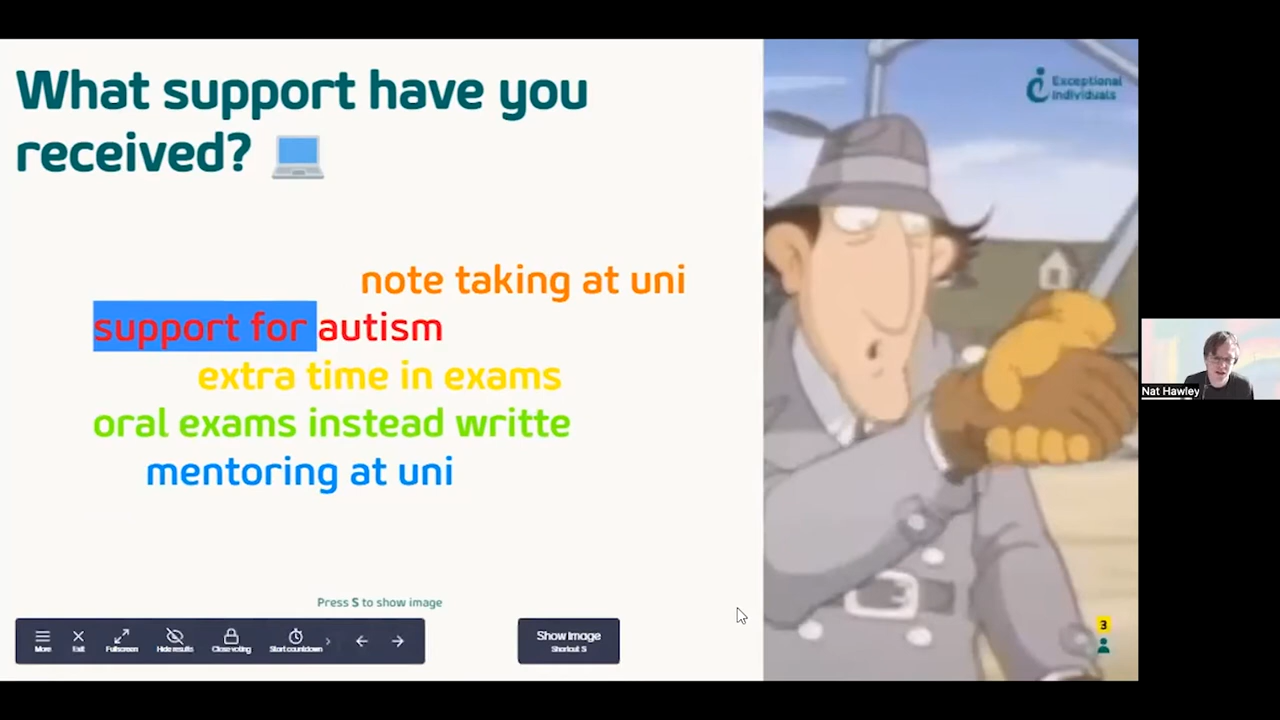 What support have you
received?
Exceptional
Individuals
note taking at uni
support for autism
extra time in exams
oral exams instead writte
mentoring at uni
Nat Hawley
Press S to show image
More
Exit
Fullscreen
Hide results
Close voting
Start countdown
Show image
Shortcut S
3